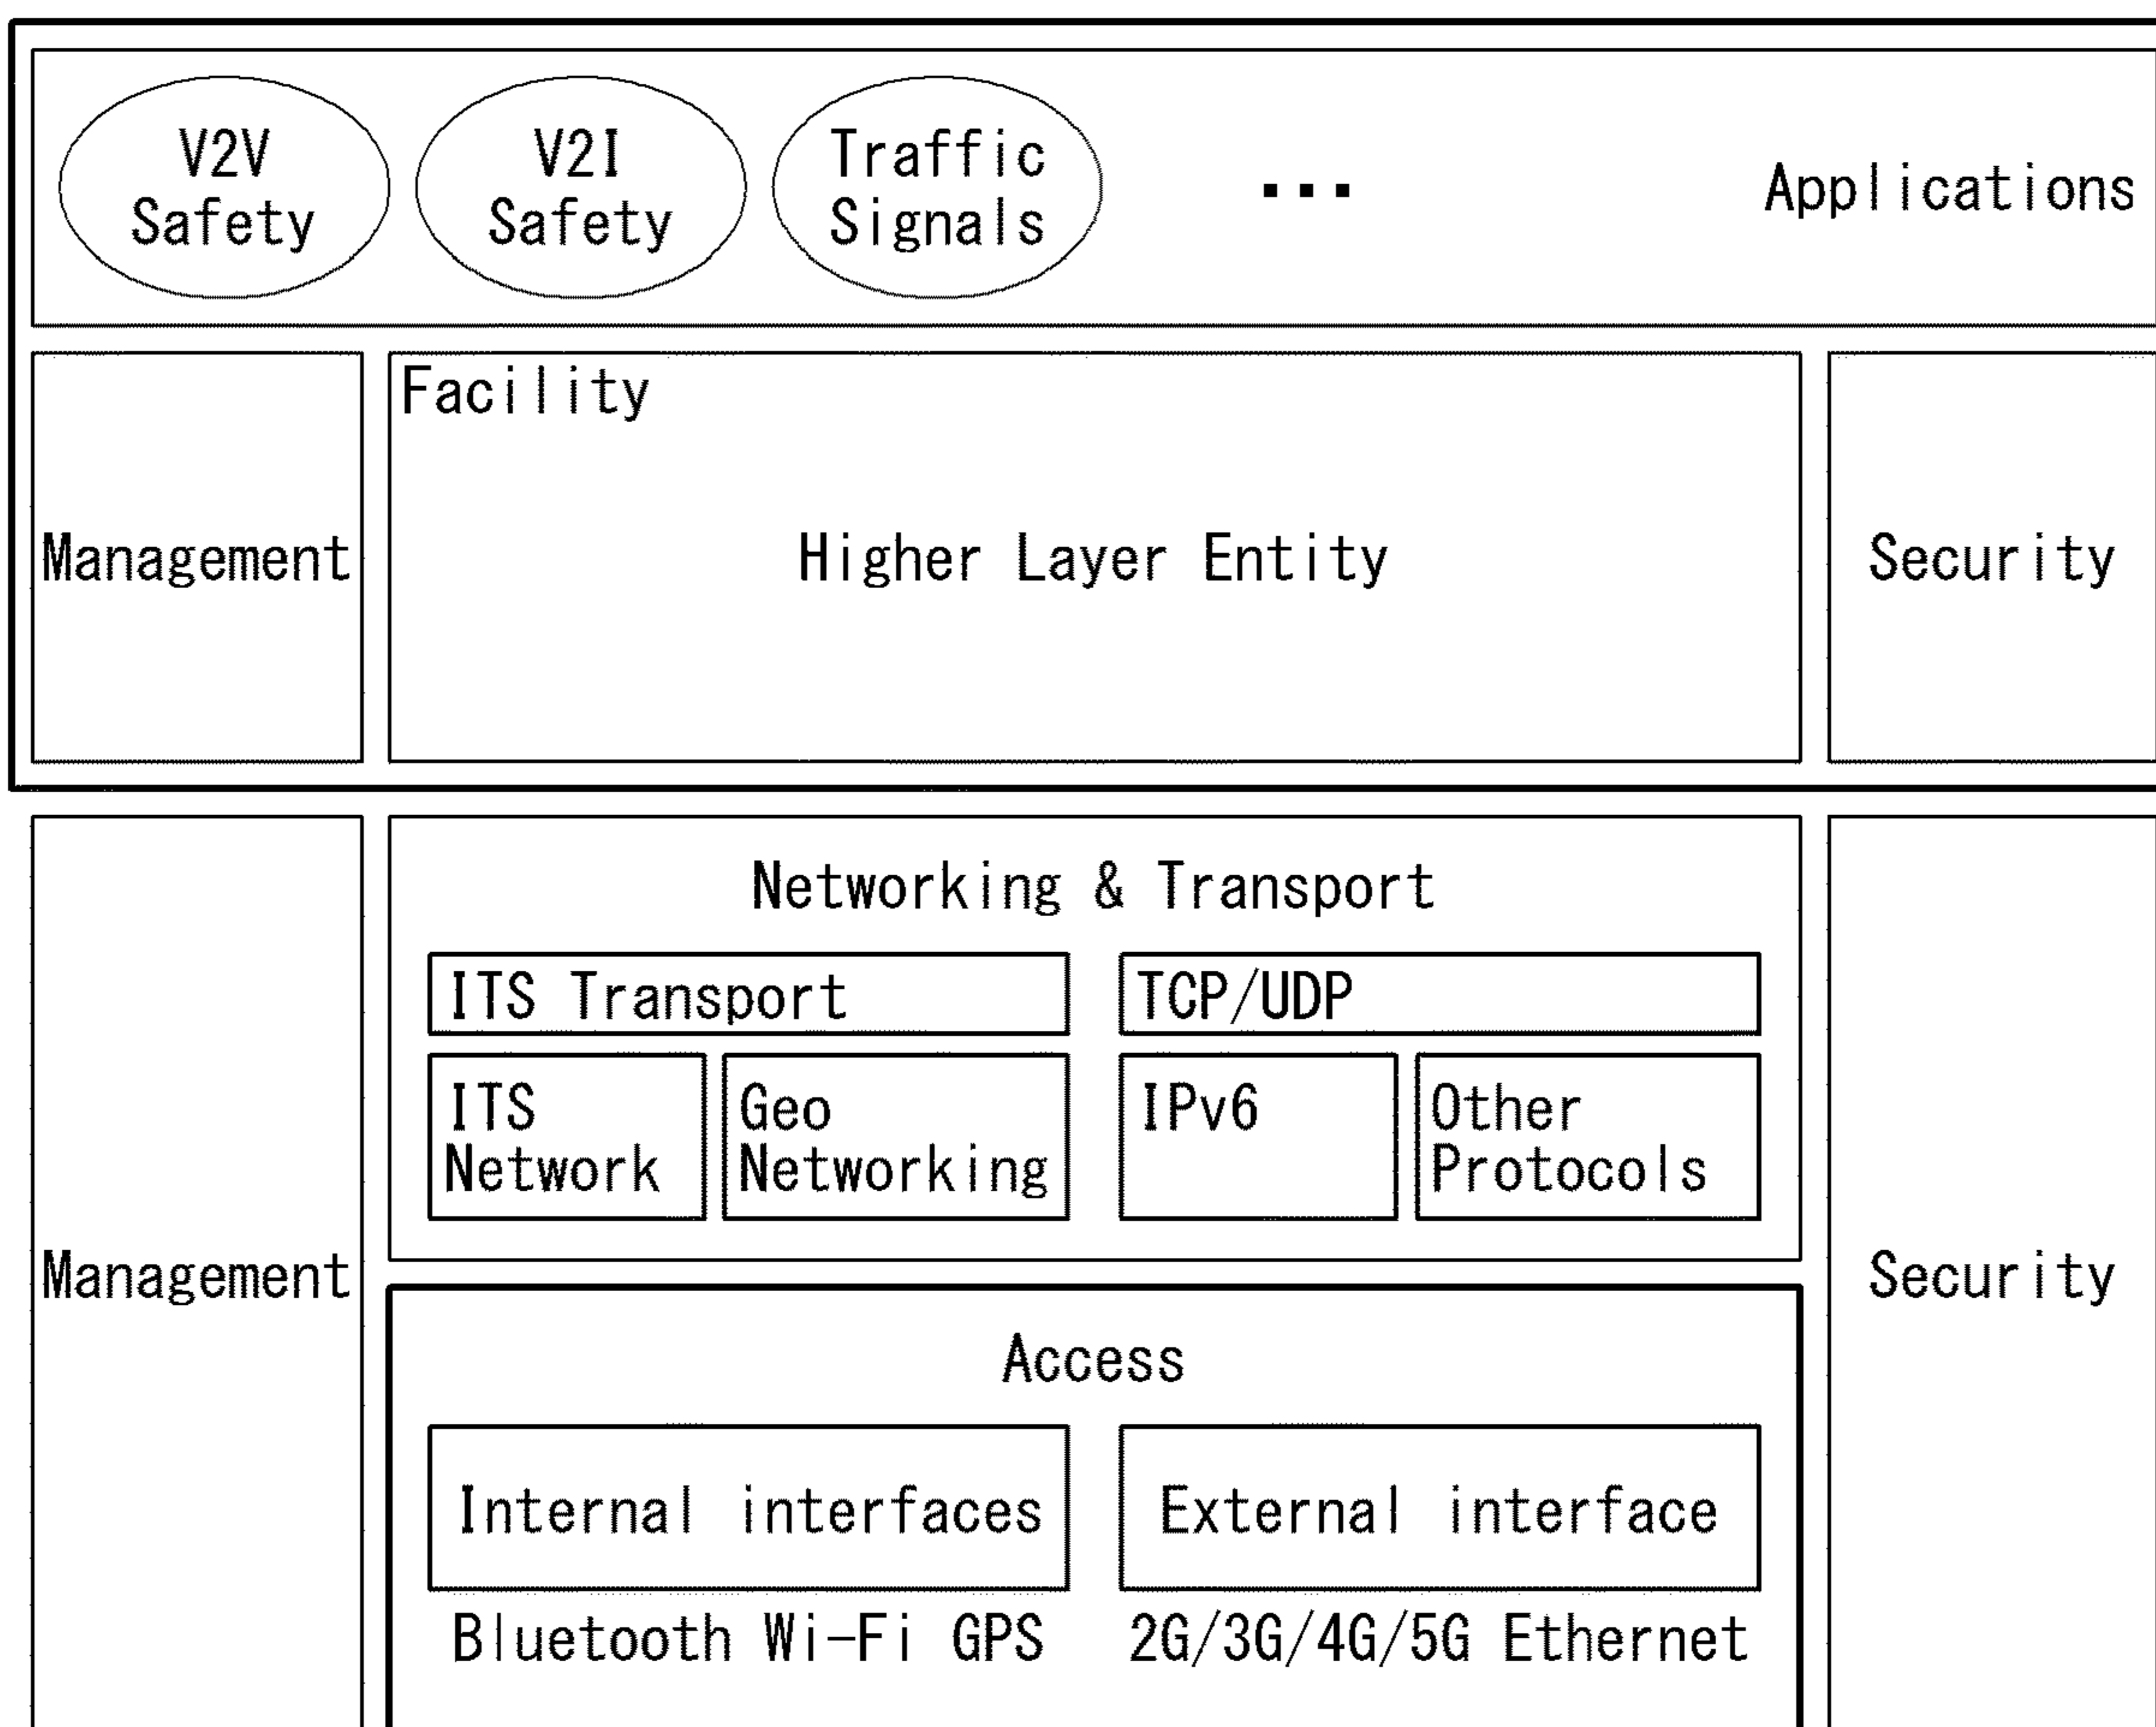 V2V
Safety
V2I
Safety
Traffic
Signals
...
Applications
Management
Facility
Higher Layer Entity
Security
Management
Networking & Transport
ITS Transport
TCP/UDP
ITS
Network
Geo
Networking
IPv6
Other
Protocols
Access
Internal interfaces
External interface
Bluetooth Wi-Fi GPS
2G/3G/4G/5G Ethernet
Security